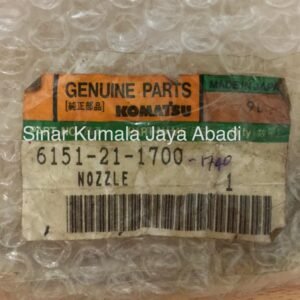 GENUINE PARTS
MADE IN JAPAN
[純正部品] KOMATSU
Sinar Kumala Jaya Abadi
6151-21-1700 -1740
NOZZLE 1